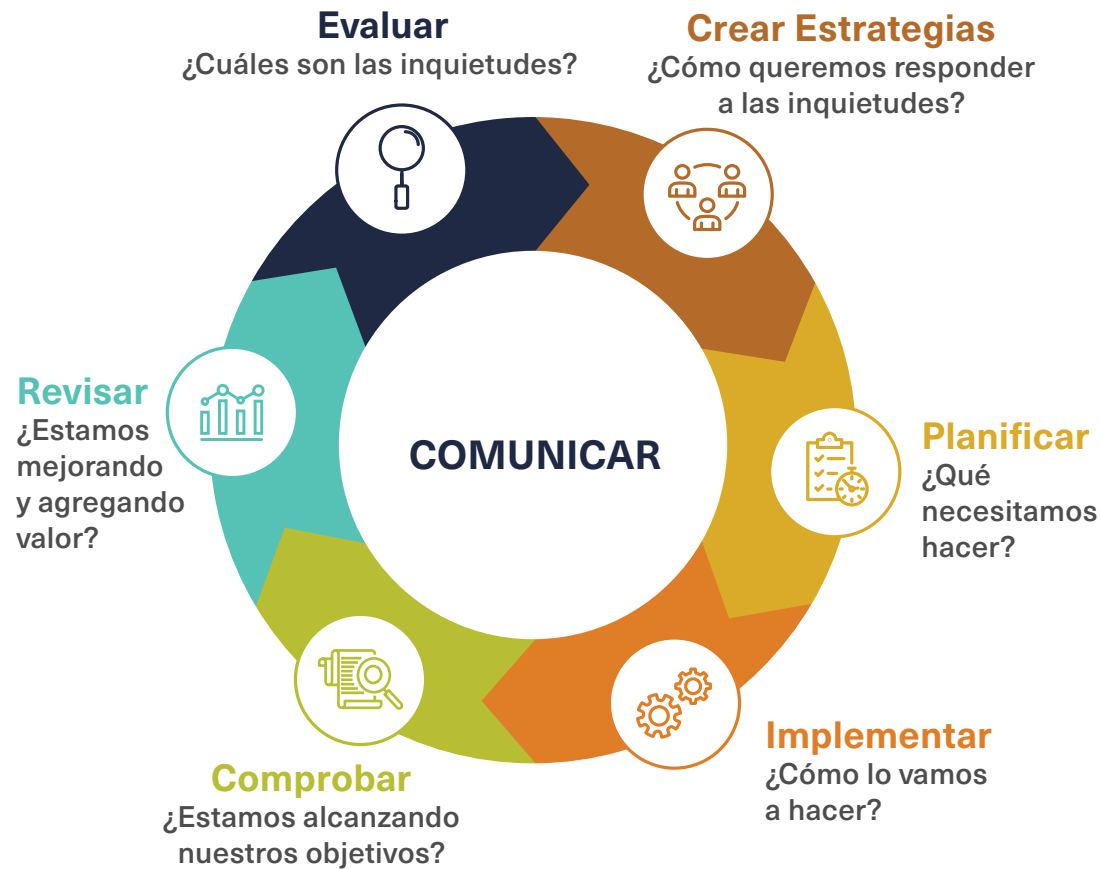 Evaluar
¿Cuáles son las inquietudes?
Crear Estrategias
¿Cómo queremos responder
a las inquietudes?
Planificar
¿Qué
necesitamos
hacer?
Implementar
¿Cómo lo vamos
a hacer?
Comprobar
¿Estamos alcanzando
nuestros objetivos?
Revisar
¿Estamos
mejorando
y agregando
valor?
COMUNICAR